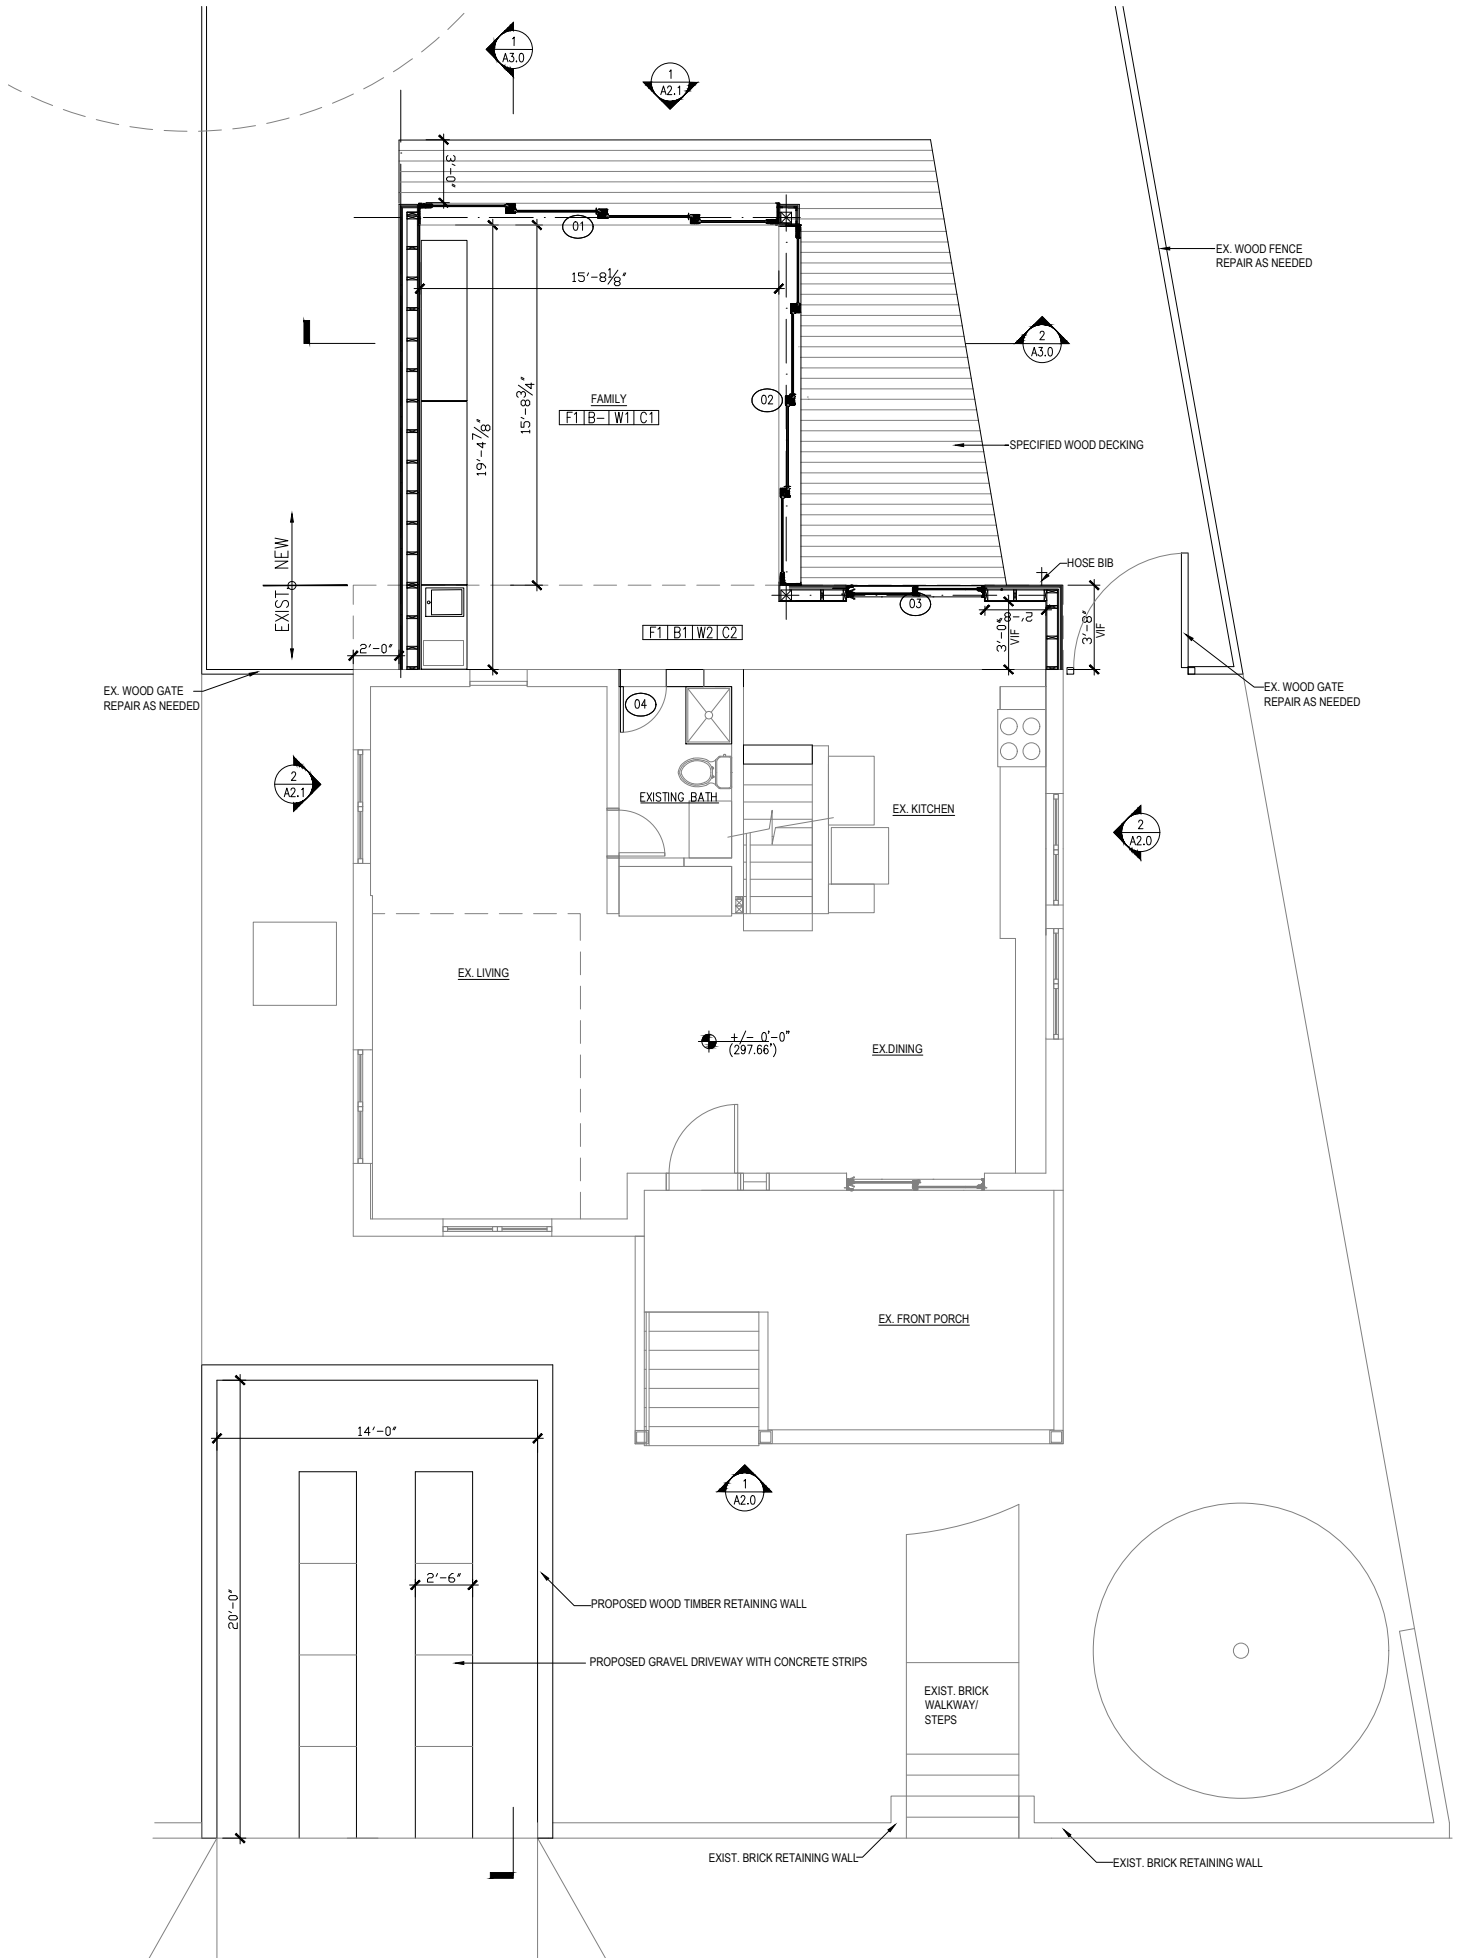 1
A3.0
1
A2.1
3'-0"
01
EX. WOOD FENCE
REPAIR AS NEEDED
15'-8⅛"
2
A3.0
15'-8¾"
19'-4⅞"
FAMILY
F1 B- W1 C1
02
SPECIFIED WOOD DECKING
NEW
EXIST
HOSE BIB
03
2'-8"
3'-0"
VIF
3'-8"
VIF
F1 B1 W2 C2
2'-0"
EX. WOOD GATE
REPAIR AS NEEDED
EX. WOOD GATE
REPAIR AS NEEDED
04
2
A2.1
EXISTING BATH
EX. KITCHEN
2
A2.0
EX. LIVING
+/- 0'-0"
(297.66')
EX.DINING
EX. FRONT PORCH
14'-0"
1
A2.0
2'-6"
20'-0"
PROPOSED WOOD TIMBER RETAINING WALL
PROPOSED GRAVEL DRIVEWAY WITH CONCRETE STRIPS
EXIST. BRICK
WALKWAY/
STEPS
EXIST. BRICK RETAINING WALL
EXIST. BRICK RETAINING WALL